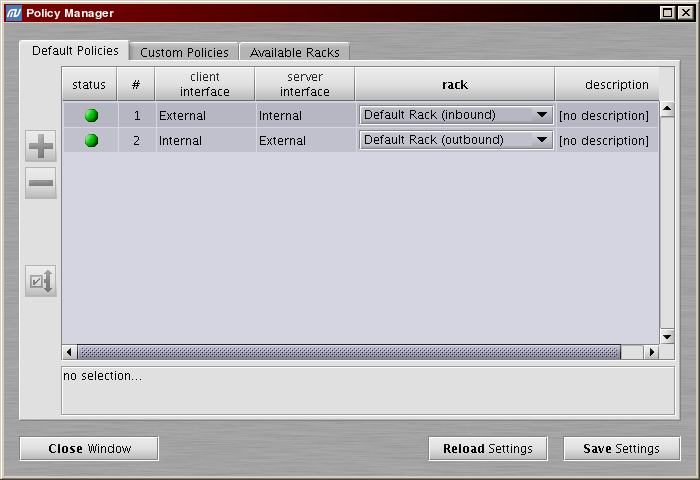 Policy Manager
Default Policies
Custom Policies
Available Racks
status
#
client
interface
server
interface
rack
description
1 External Internal Default Rack (inbound) [no description]
2 Internal External Default Rack (outbound) [no description]
no selection...
Close Window
Reload Settings
Save Settings